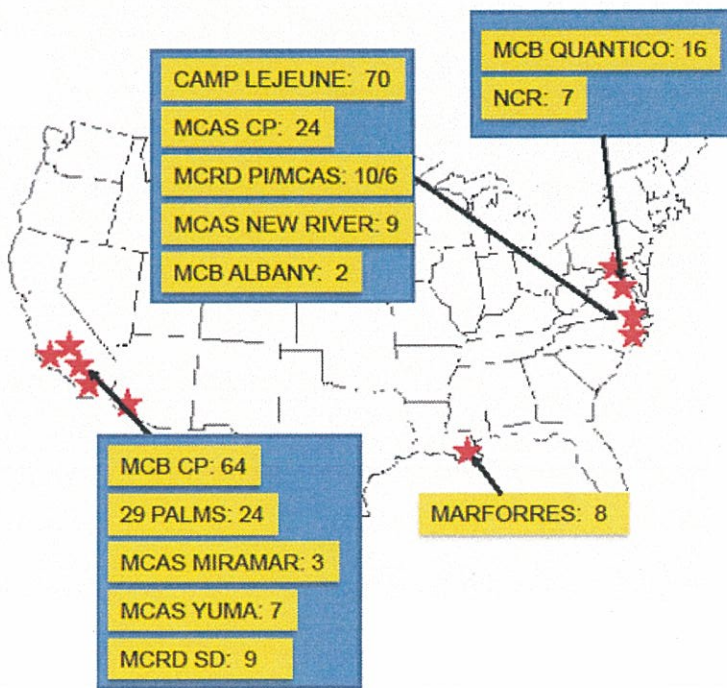 CAMP LEJEUNE: 70
MCAS CP: 24
MCRD PI/MCAS: 10/6
MCAS NEW RIVER: 9
MCB ALBANY: 2
MCB QUANTICO: 16
NCR: 7
MCB CP: 64
29 PALMS: 24
MCAS MIRAMAR: 3
MCAS YUMA: 7
MCRD SD: 9
MARFORRES: 8